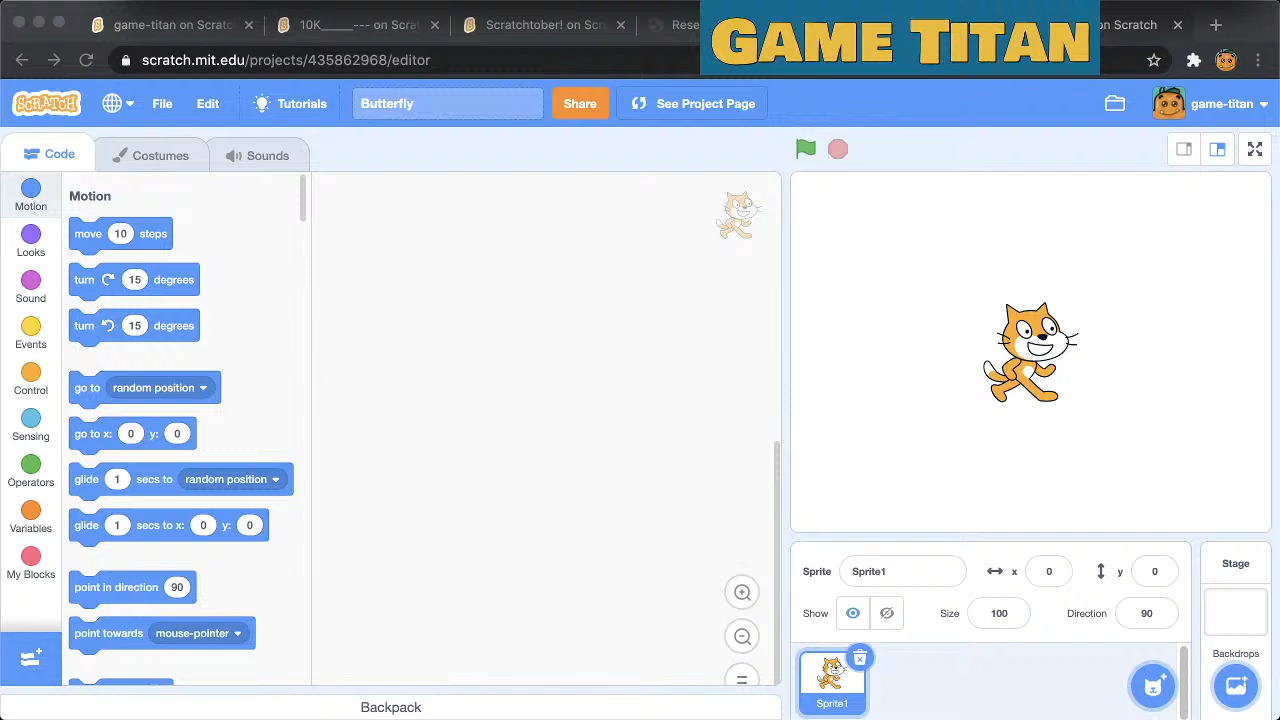 game-titan on Scratch
10K_____ --- on Scrat
Scratchtober! on Scratc
Rese
on Scratch
GAME TITAN
scratch.mit.edu/projects/435862968/editor
SCRATCH
File
Edit
Tutorials
Butterfly
Share
See Project Page
game-titan
Code
Costumes
Sounds
Motion
Looks
Sound
Events
Control
Sensing
Operators
Variables
My Blocks
Motion
move 10 steps
turn 15 degrees
turn 15 degrees
go to random position
go to x: 0 y: 0
glide 1 secs to random position
glide 1 secs to x: 0 y: 0
point in direction 90
point towards mouse-pointer
Backpack
Sprite Sprite1 x 0 y 0
Show Size 100 Direction 90
Sprite1
Stage
Backdrops